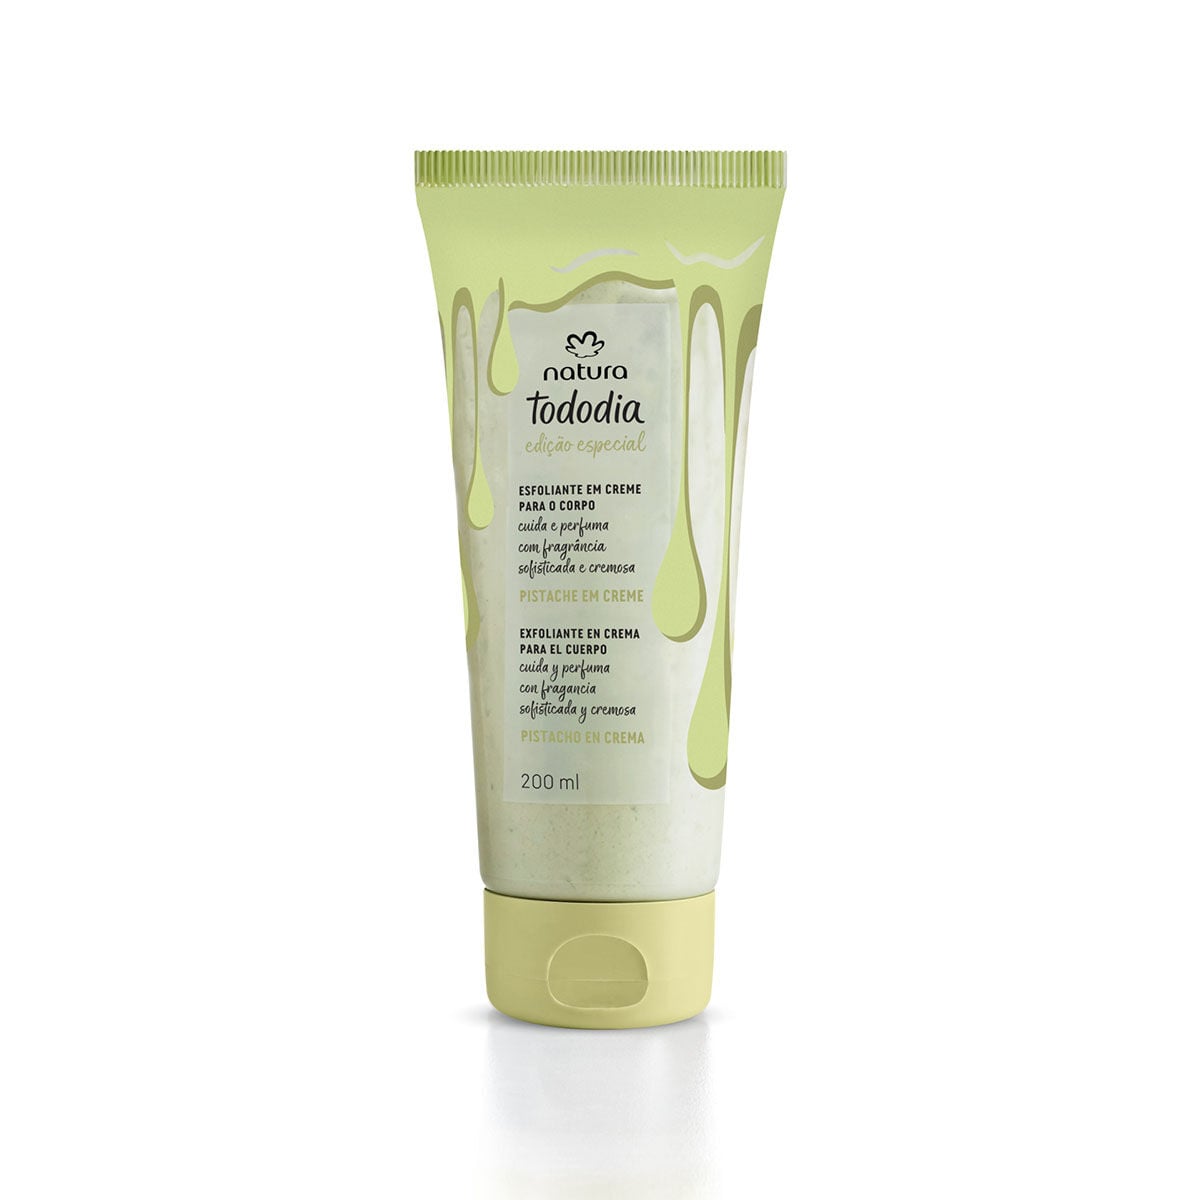 natura
Tododia
edição especial
ESFOLIANTE EM CREME
PARA O CORPO
cuida e perfuma
com fragrância
sofisticada e cremosa
PISTACHE EM CREME
EXFOLIANTE EN CREMA
PARA EL CUERPO
cuida y perfuma
con fragancia
sofisticada y cremosa
PISTACHO EN CREMA
200 ml